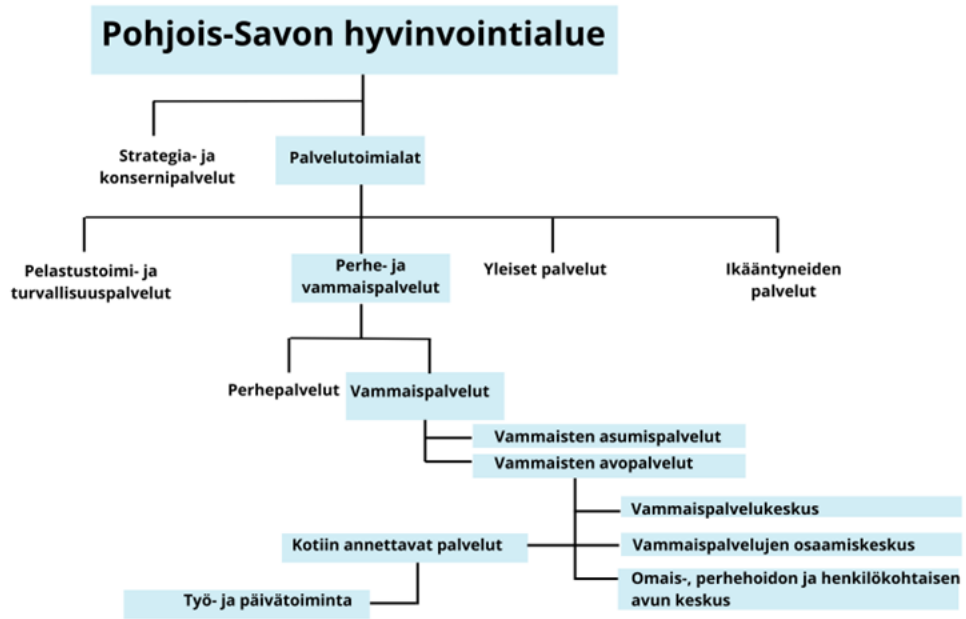 Pohjois-Savon hyvinvointialue
Strategia- ja
konsernipalvelut
Palvelutoimialat
Pelastustoimi- ja
turvallisuuspalvelut
Perhe- ja
vammaispalvelut
Yleiset palvelut
Ikääntyneiden
palvelut
Perhepalvelut
Vammaispalvelut
Vammaisten asumispalvelut
Vammaisten avopalvelut
Vammaispalvelukeskus
Kotiin annettavat palvelut
Vammaispalvelujen osaamiskeskus
Omais-, perhehoidon ja henkilökohtaisen
avun keskus
Työ- ja päivätoiminta